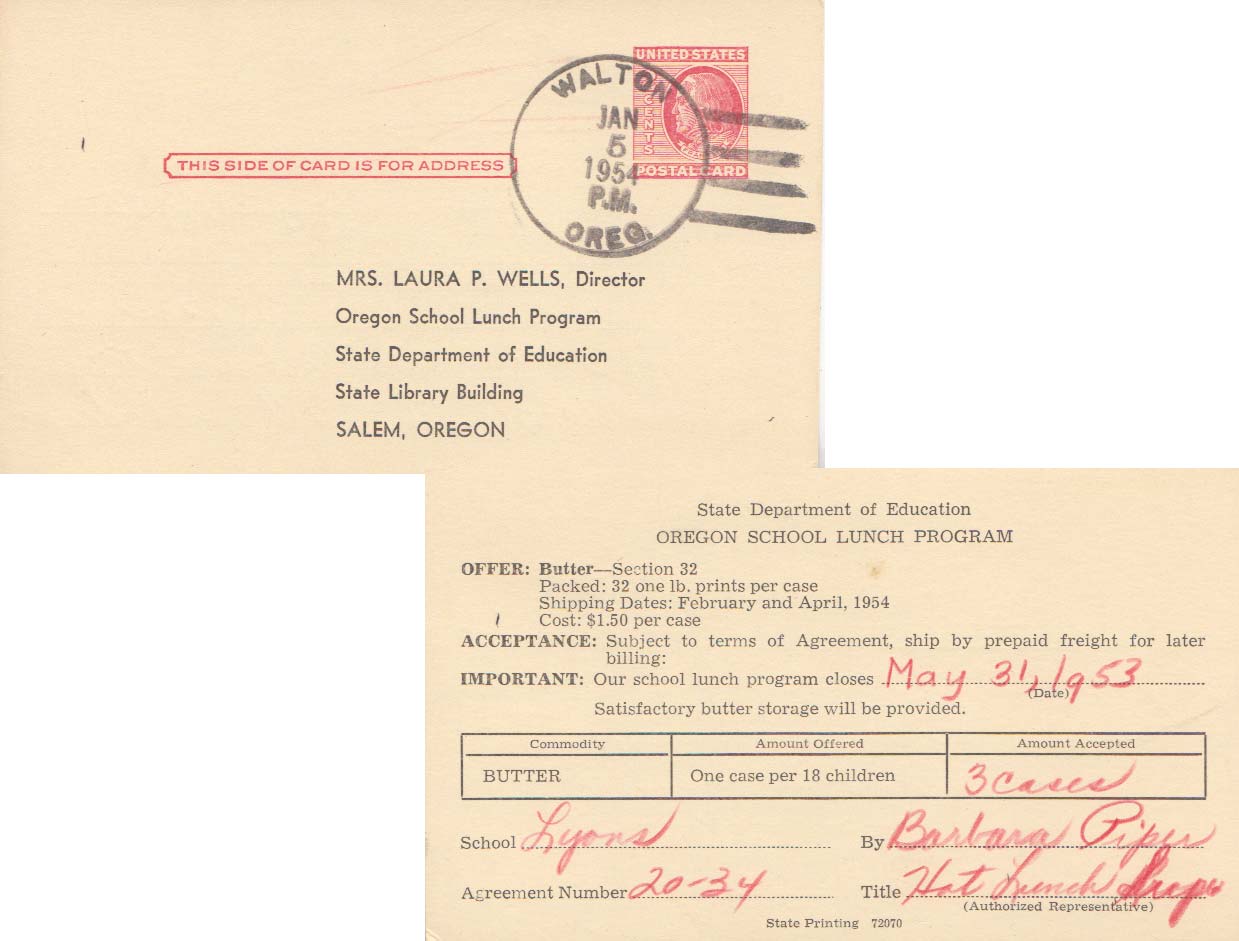 UNITED STATES
CENTS
POSTAL CARD
WALTON
JAN
5
1954
P.M.
OREG.
THIS SIDE OF CARD IS FOR ADDRESS
MRS. LAURA P. WELLS, Director
Oregon School Lunch Program
State Department of Education
State Library Building
SALEM, OREGON
State Department of Education
OREGON SCHOOL LUNCH PROGRAM
OFFER: Butter—Section 32
Packed: 32 one lb. prints per case
Shipping Dates: February and April, 1954
Cost: $1.50 per case
ACCEPTANCE: Subject to terms of Agreement, ship by prepaid freight for later
billing:
IMPORTANT: Our school lunch program closes May 31, 1953
(Date)
Satisfactory butter storage will be provided.
Commodity Amount Offered Amount Accepted
BUTTER One case per 18 children 3 cases
School Lyons By Barbara Piper
Agreement Number 20-34 Title Hot Lunch
(Authorized Representative)
State Printing 72070